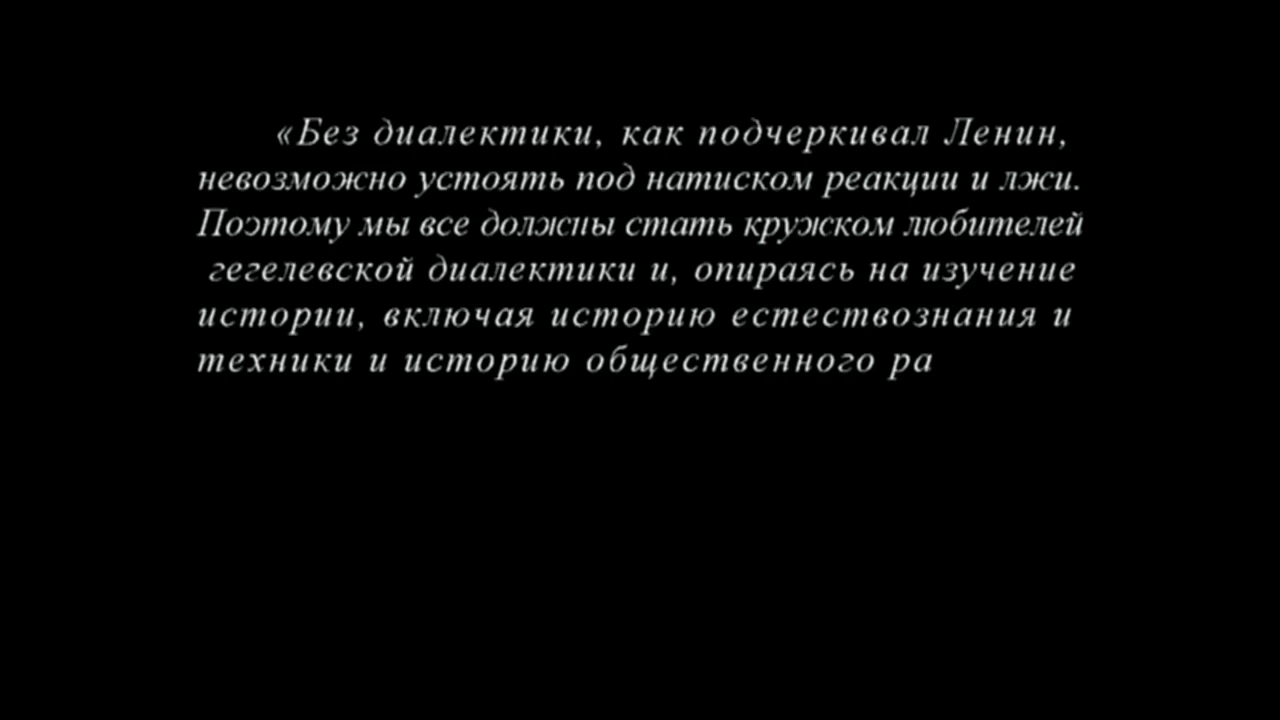 «Без диалектики, как подчеркивал Ленин,
невозможно устоять под натиском реакции и лжи.
Поэтому мы все должны стать кружком любителей
гегелевской диалектики и, опираясь на изучение
истории, включая историю естествознания и
техники и историю общественного ра